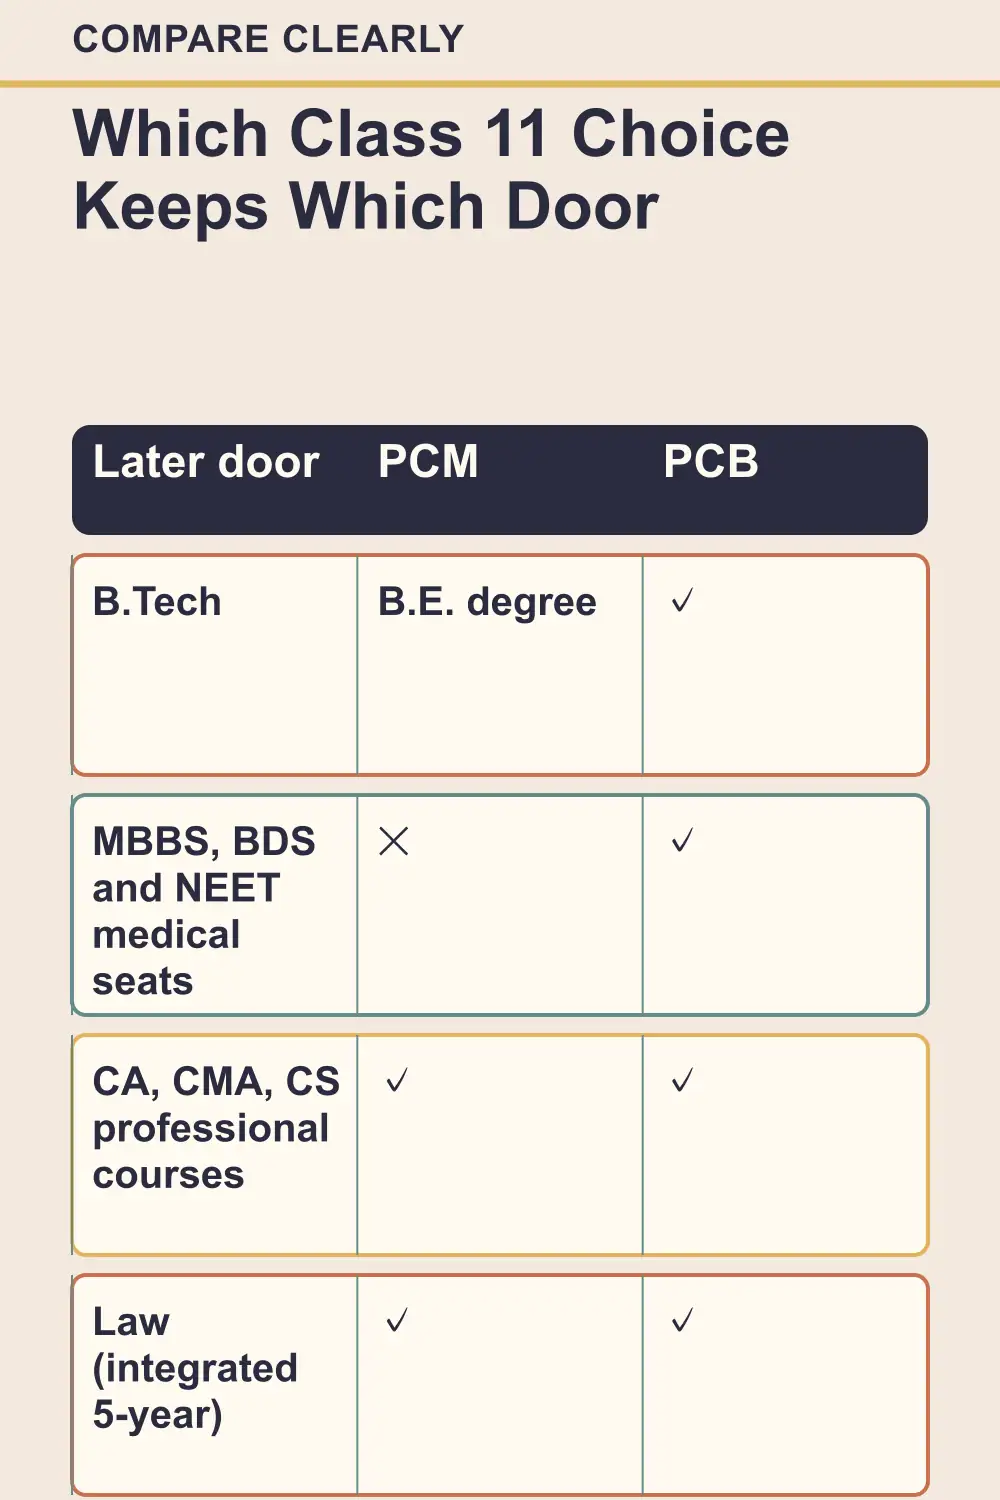 COMPARE CLEARLY
Which Class 11 Choice
Keeps Which Door
Later door PCM PCB
B.Tech B.E. degree ✓
MBBS, BDS ✕ ✓
and NEET
medical
seats
CA, CMA, CS ✓ ✓
professional
courses
Law ✓ ✓
(integrated
5-year)